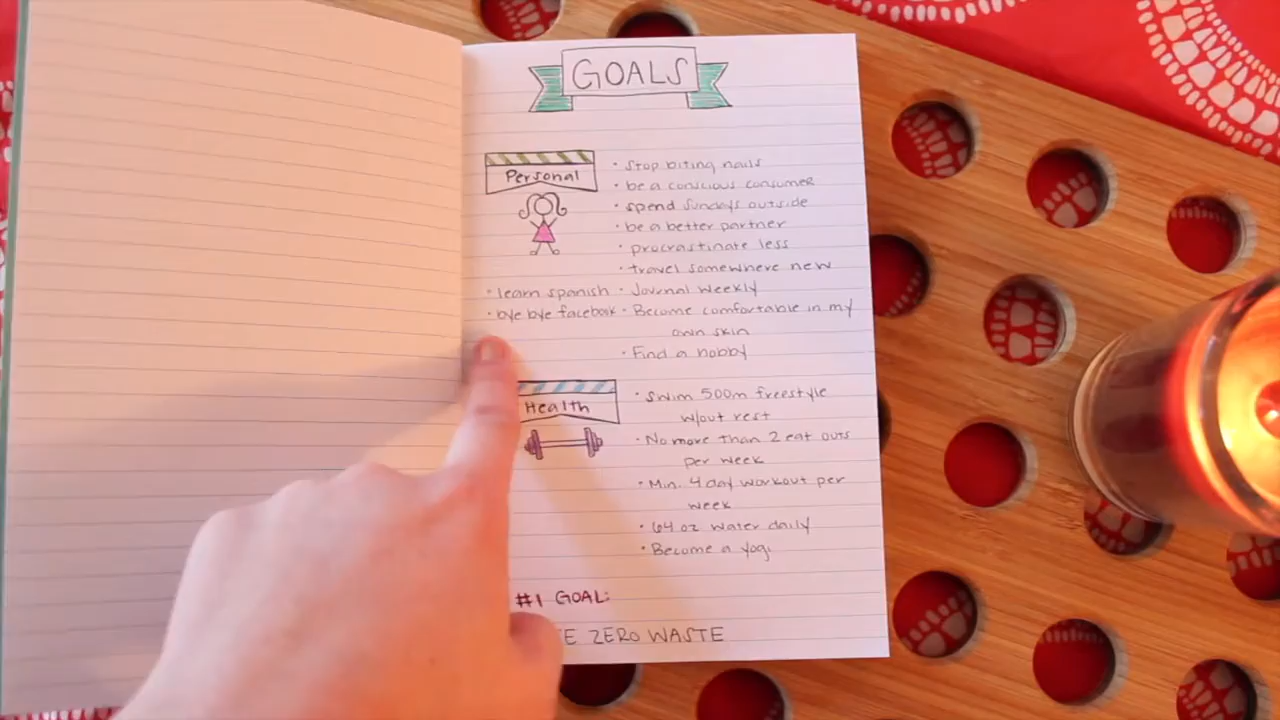 GOALS
Personal
• Stop biting nails
• be a conscious consumer
• spend Sundays outside
• be a better partner
• procrastinate less
• travel somewhere new
• learn spanish • Journal weekly
• bye bye facebook • Become comfortable in my
own skin
• Find a hobby
Health
• Swim 500m freestyle
w/out rest
• No more than 2 eat outs
per week
• Min. 4 day workout per
week
• 64 oz water daily
• Become a yogi
#1 GOAL:
ZERO WASTE